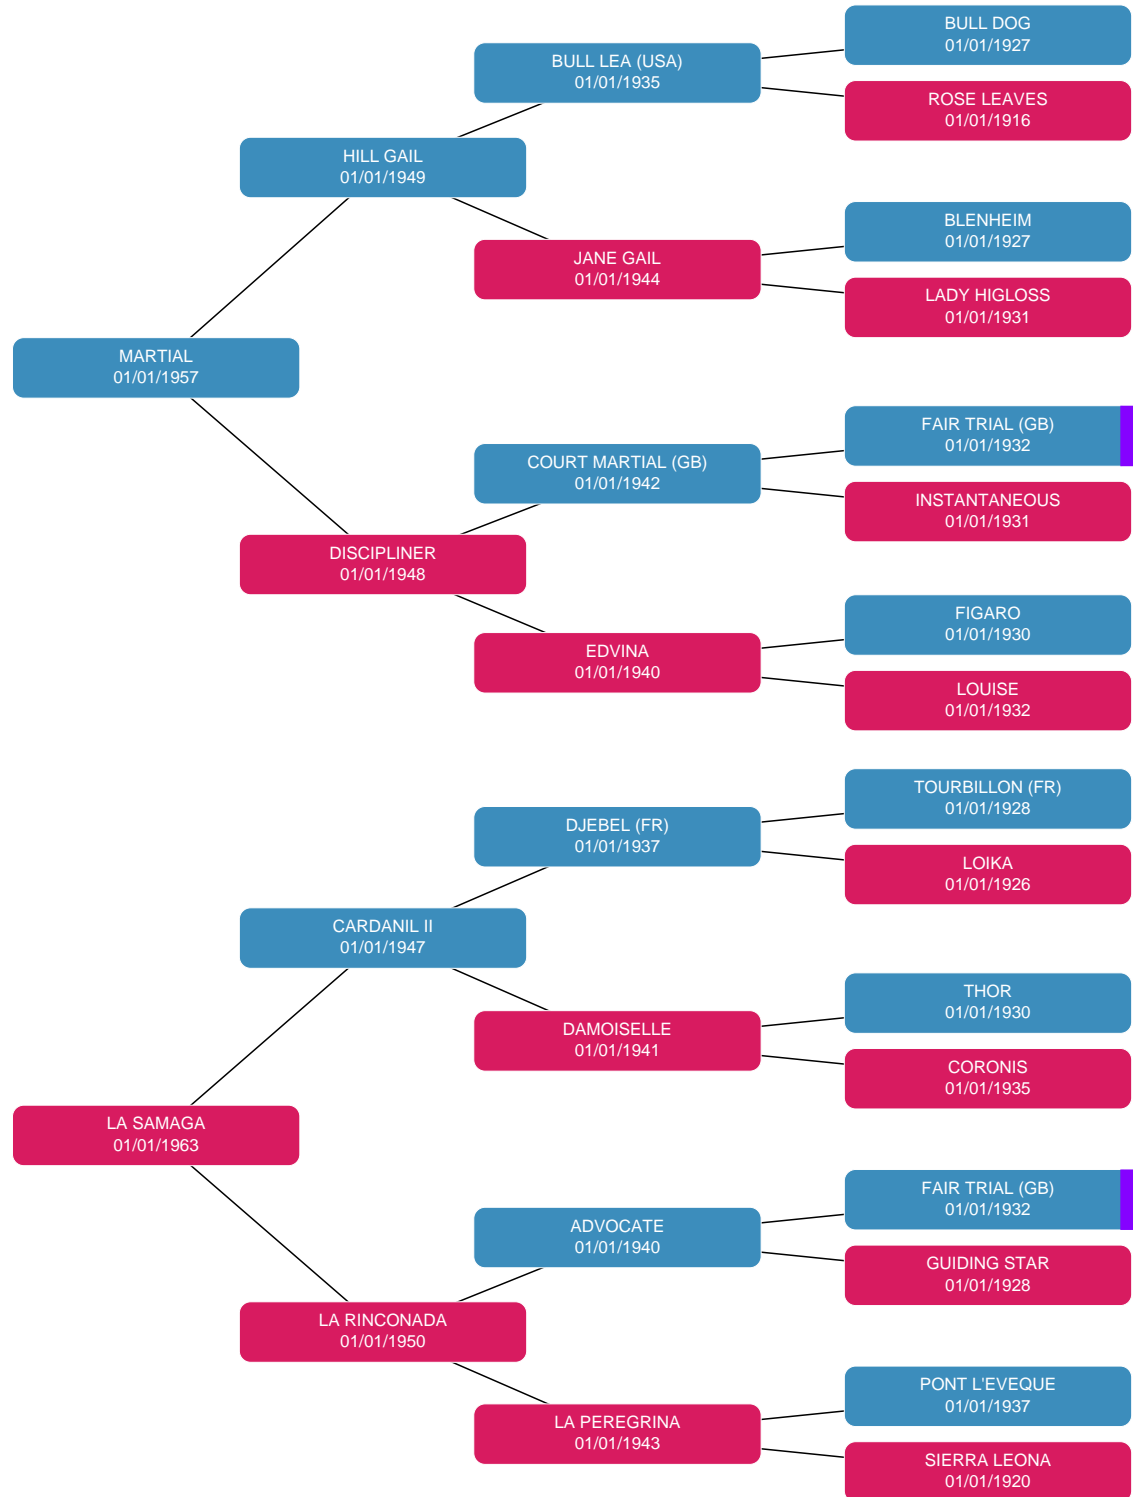 BULL DOG
01/01/1927
BULL LEA (USA)
01/01/1935
ROSE LEAVES
01/01/1916
HILL GAIL
01/01/1949
BLENHEIM
01/01/1927
JANE GAIL
01/01/1944
LADY HIGLOSS
01/01/1931
MARTIAL
01/01/1957
FAIR TRIAL (GB)
01/01/1932
COURT MARTIAL (GB)
01/01/1942
INSTANTANEOUS
01/01/1931
DISCIPLINER
01/01/1948
FIGARO
01/01/1930
EDVINA
01/01/1940
LOUISE
01/01/1932
TOURBILLON (FR)
01/01/1928
DJEBEL (FR)
01/01/1937
LOIKA
01/01/1926
CARDANIL II
01/01/1947
THOR
01/01/1930
DAMOISELLE
01/01/1941
CORONIS
01/01/1935
LA SAMAGA
01/01/1963
FAIR TRIAL (GB)
01/01/1932
ADVOCATE
01/01/1940
GUIDING STAR
01/01/1928
LA RINCONADA
01/01/1950
PONT L'EVEQUE
01/01/1937
LA PEREGRINA
01/01/1943
SIERRA LEONA
01/01/1920